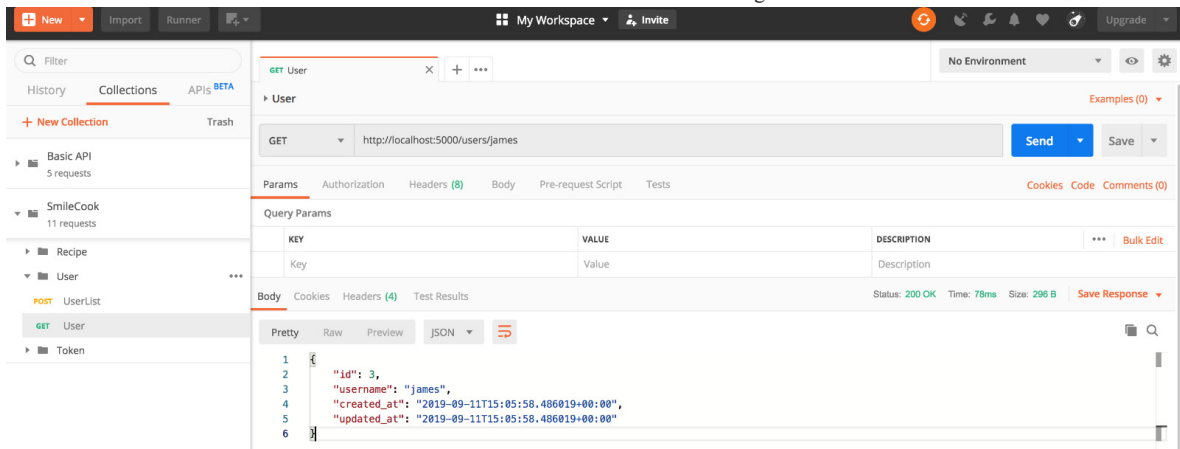 New Import Runner My Workspace Invite Upgrade
Filter
History Collections APIs BETA
+ New Collection Trash
Basic API
5 requests
SmileCook
11 requests
Recipe
User
POST UserList
GET User
Token
GET User
No Environment
User Examples (0)
GET http://localhost:5000/users/james Send Save
Params Authorization Headers (8) Body Pre-request Script Tests Cookies Code Comments (0)
Query Params
KEY VALUE DESCRIPTION Bulk Edit
Key Value Description
Body Cookies Headers (4) Test Results Status: 200 OK Time: 78ms Size: 296 B Save Response
Pretty Raw Preview JSON
1 {
2 "id": 3,
3 "username": "james",
4 "created_at": "2019-09-11T15:05:58.486019+00:00",
5 "updated_at": "2019-09-11T15:05:58.486019+00:00"
6 }